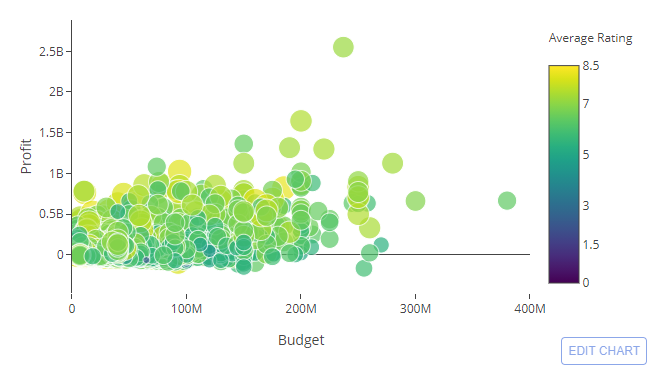 Average Rating
2.5B
2B
1.5B
1B
0.5B
0
Profit
8.5
7
5
3
1.5
0
0
100M
200M
300M
400M
Budget
EDIT CHART